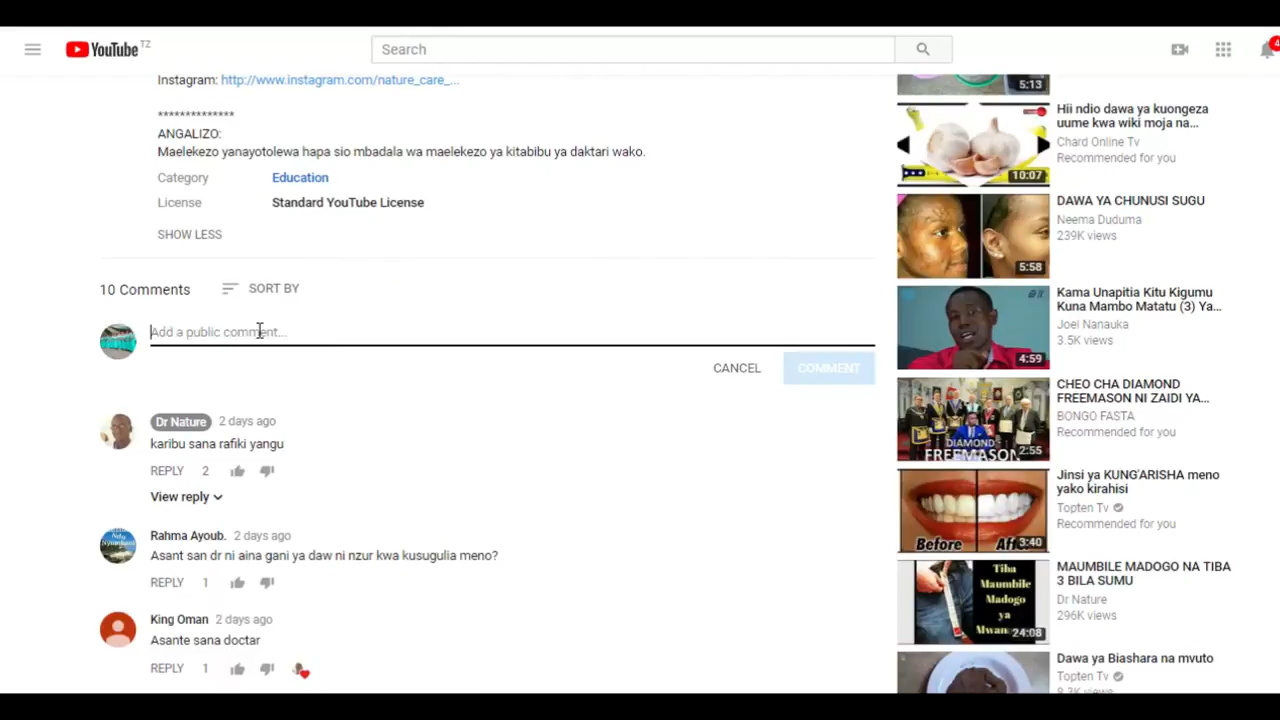 YouTube TZ
Search
4
Instagram: http://www.instagram.com/nature_care_...
**************
ANGALIZO:
Maelekezo yanayotolewa hapa sio mbadala wa maelekezo ya kitabibu ya daktari wako.
Category Education
License Standard YouTube License
SHOW LESS
10 Comments SORT BY
Add a public comment...
CANCEL COMMENT
Dr Nature 2 days ago
karibu sana rafiki yangu
REPLY 2
View reply
Rahma Ayoub. 2 days ago
Asant san dr ni aina gani ya daw ni nzur kwa kusugulia meno?
REPLY 1
King Oman 2 days ago
Asante sana doctar
REPLY 1
5:13
10:07
Hii ndio dawa ya kuongeza
uume kwa wiki moja na...
Chard Online Tv
Recommended for you
5:58
DAWA YA CHUNUSI SUGU
Neema Duduma
239K views
4:59
Kama Unapitia Kitu Kigumu
Kuna Mambo Matatu (3) Ya...
Joel Nanauka
3.5K views
DIAMOND
FREEMASON
2:55
CHEO CHA DIAMOND
FREEMASON NI ZAIDI YA...
BONGO FASTA
Recommended for you
Before After
3:40
Jinsi ya KUNG'ARISHA meno
yako kirahisi
Topten Tv
Recommended for you
Tiba
Maumbile
Madogo
ya
24:08
MAUMBILE MADOGO NA TIBA
3 BILA SUMU
Dr Nature
296K views
Dawa ya Biashara na mvuto
Topten Tv